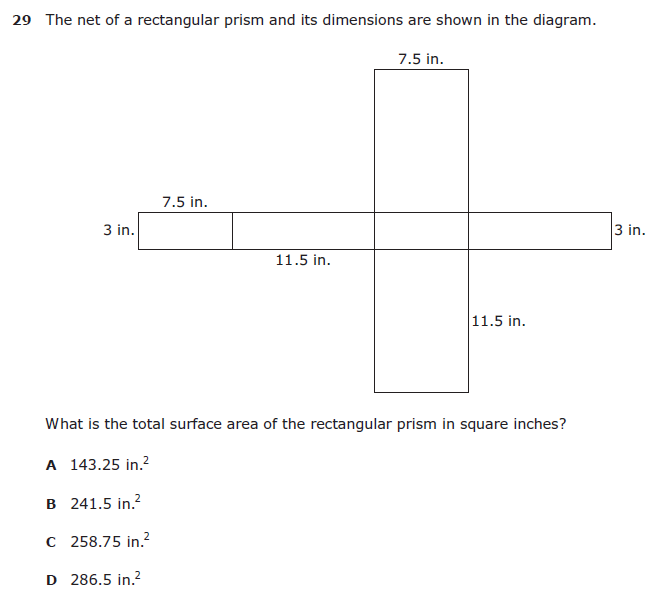 29 The net of a rectangular prism and its dimensions are shown in the diagram.
7.5 in.
7.5 in.
3 in.
3 in.
11.5 in.
11.5 in.
What is the total surface area of the rectangular prism in square inches?
A 143.25 in.²
B 241.5 in.²
C 258.75 in.²
D 286.5 in.²